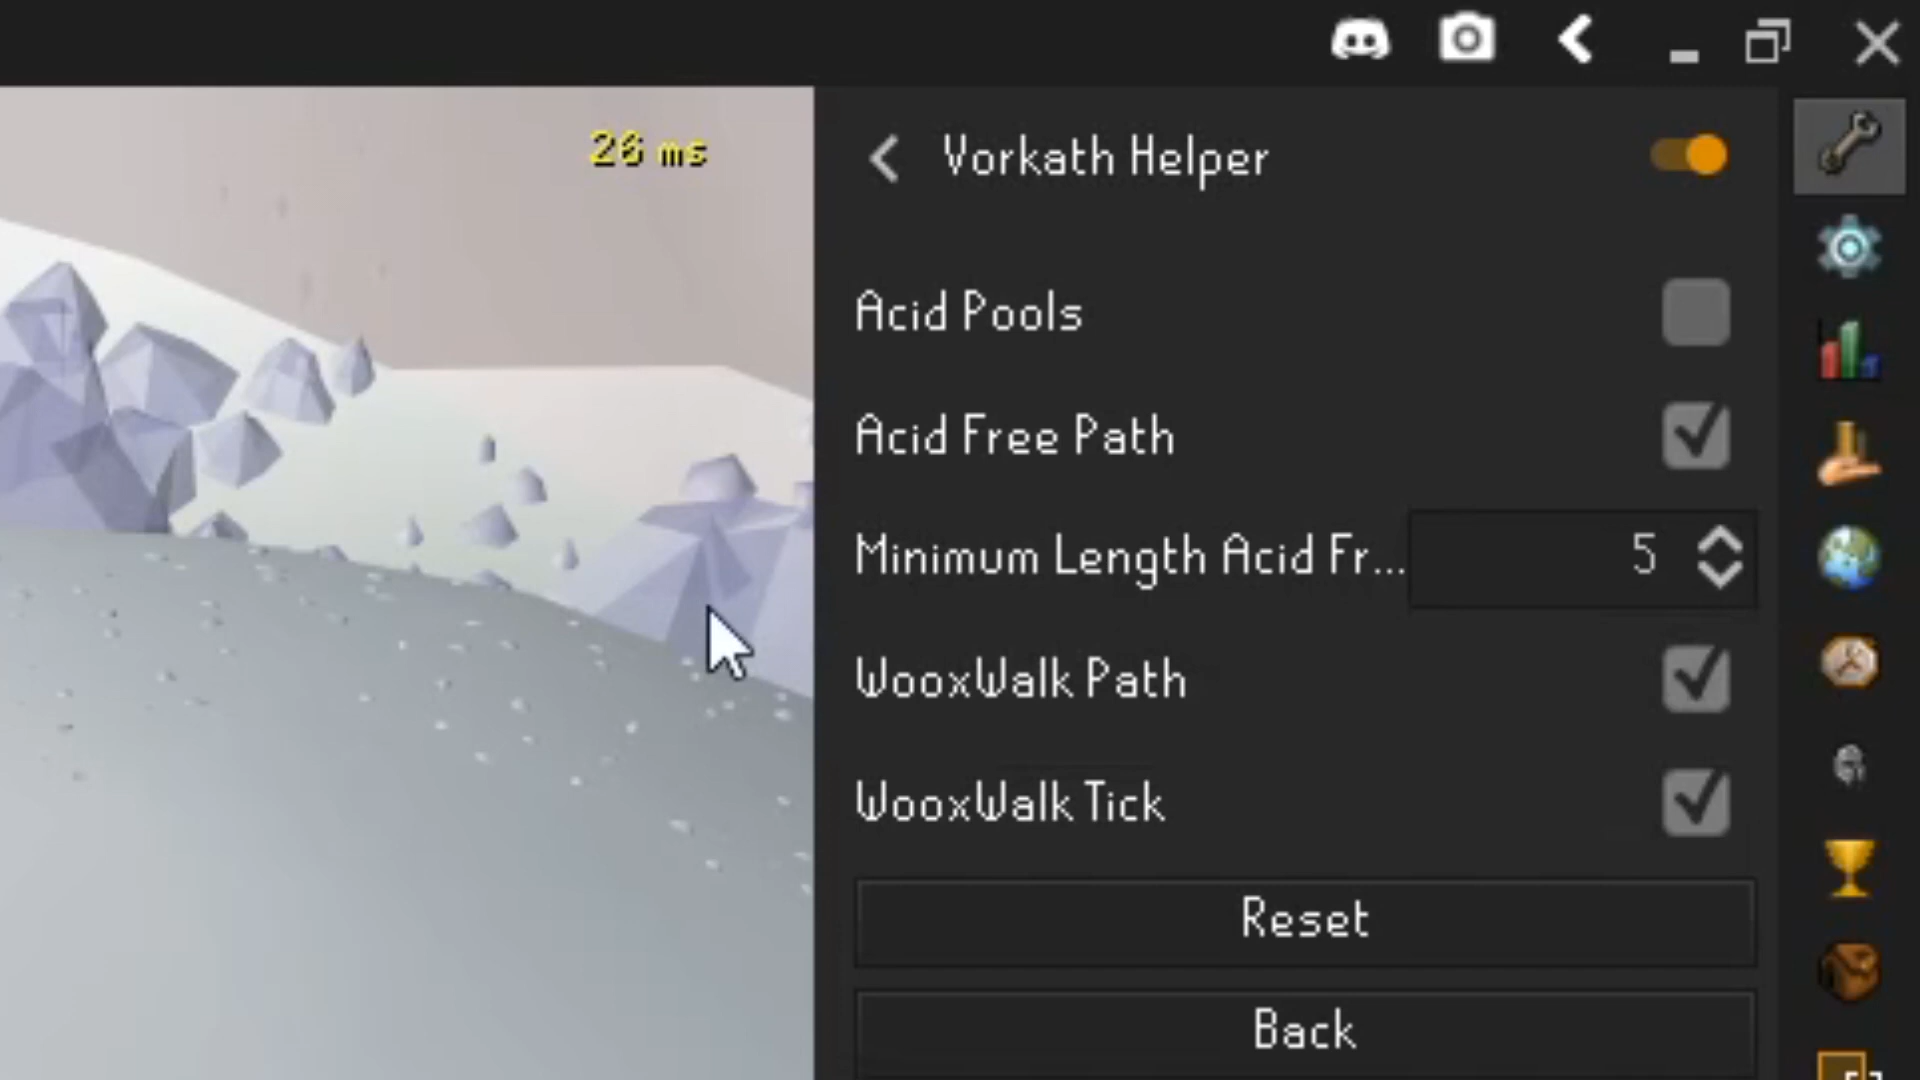 26 ms
Vorkath Helper
Acid Pools
Acid Free Path
Minimum Length Acid Fr... 5
WooxWalk Path
WooxWalk Tick
Reset
Back